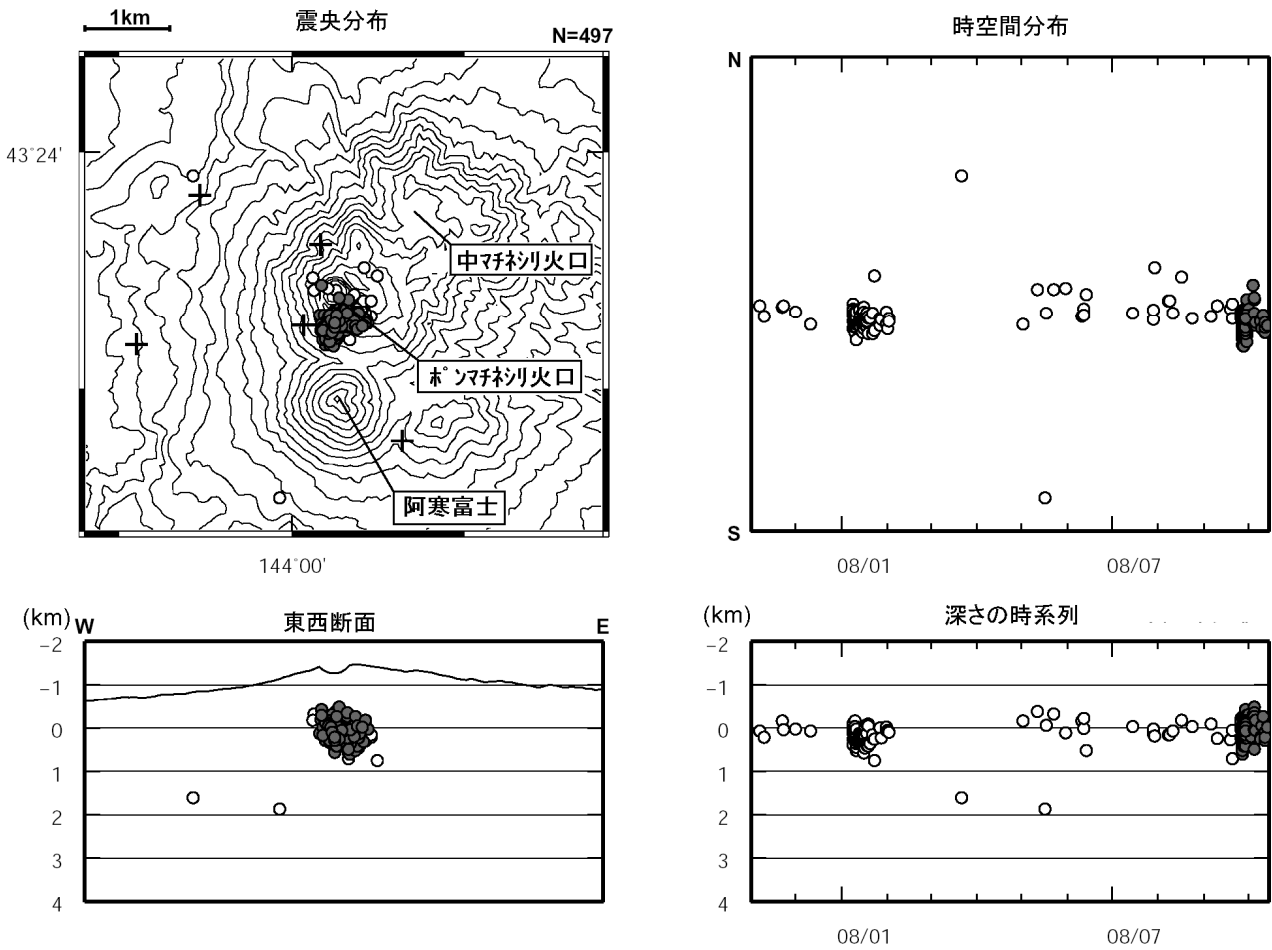 1km
震央分布
N=497
43°24'
中ﾏﾁﾈｼﾘ火口
ﾎﾟﾝﾏﾁﾈｼﾘ火口
阿寒富士
144°00'
時空間分布
N
S
08/01
08/07
東西断面
(km)
W
E
-2
-1
0
1
2
3
4
深さの時系列
(km)
-2
-1
0
1
2
3
4
08/01
08/07